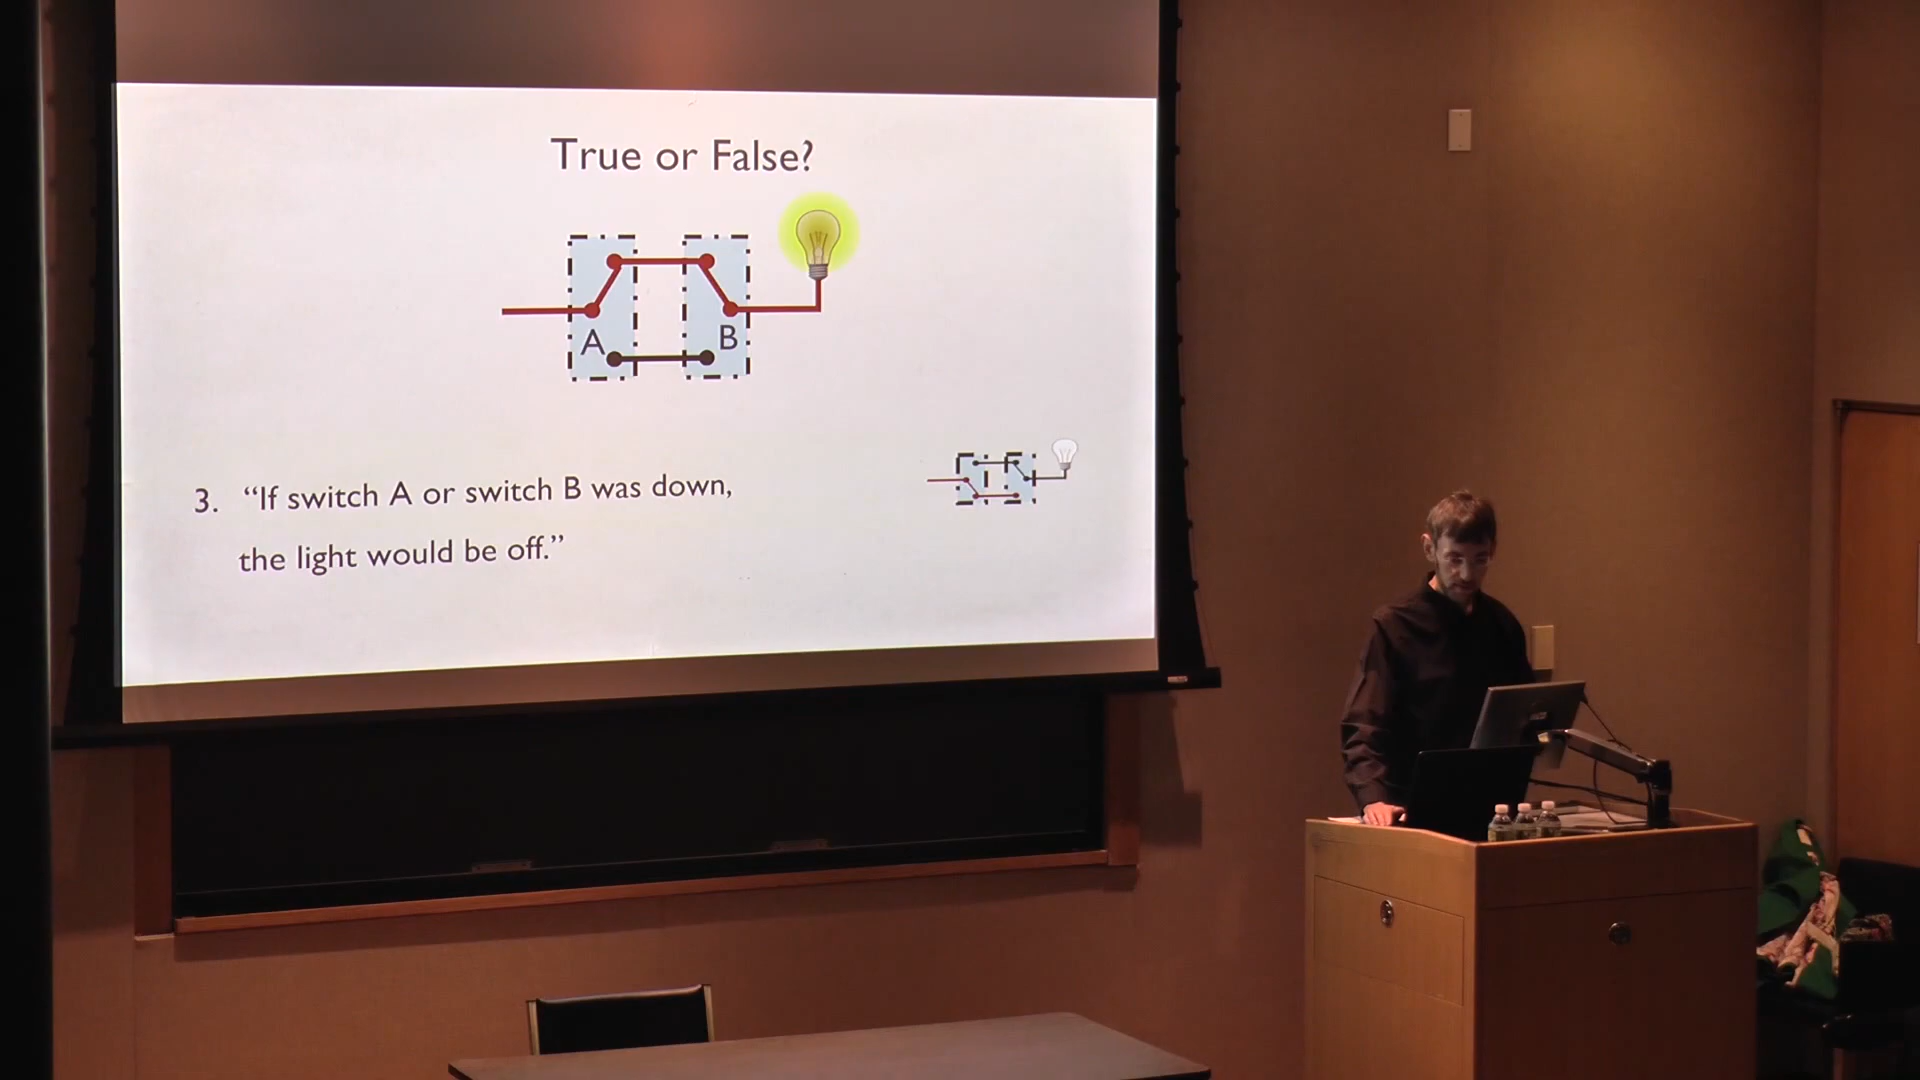 True or False?
A
B
3. “If switch A or switch B was down,
the light would be off.”